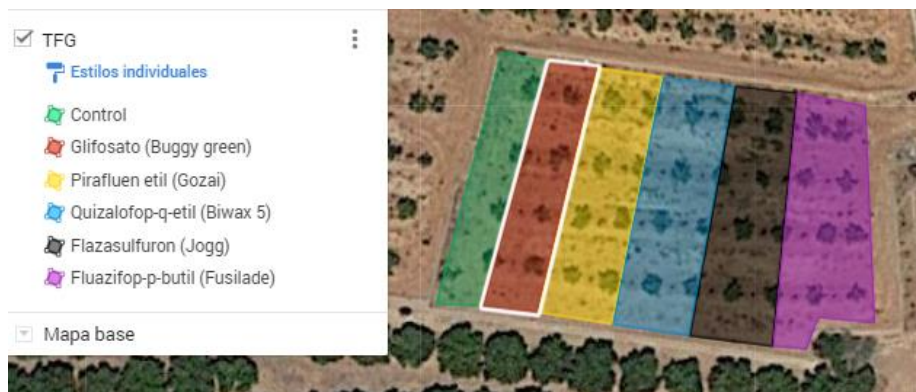 TFG
Estilos individuales
Control
Glifosato (Buggy green)
Pirafluen etil (Gozai)
Quizalofop-q-etil (Biwax 5)
Flazasulfuron (Jogg)
Fluazifop-p-butil (Fusilade)
Mapa base